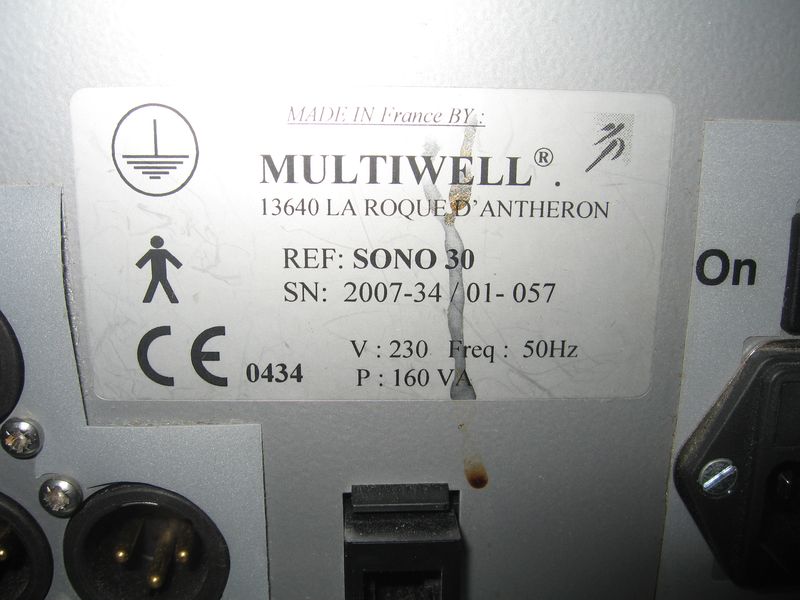 MADE IN France BY :
MULTIWELL®.
13640 LA ROQUE D'ANTHERON
REF: SONO 30
SN: 2007-34 / 01- 057
CE 0434
V : 230 Freq : 50Hz
P : 160 VA
On